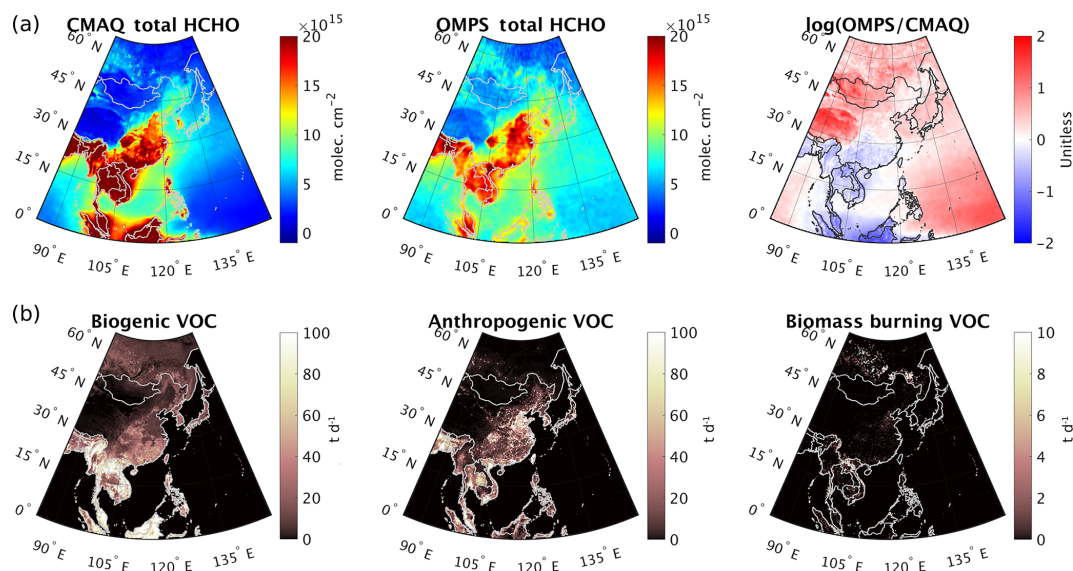 (a)
CMAQ total HCHO
×10¹⁵
60° N
45° N
30° N
15° N
0°
90° E
105° E
120° E
135° E
20
15
10
5
0
molec. cm⁻²
OMPS total HCHO
×10¹⁵
60° N
45° N
30° N
15° N
0°
90° E
105° E
120° E
135° E
20
15
10
5
0
molec. cm⁻²
log(OMPS/CMAQ)
60° N
45° N
30° N
15° N
0°
90° E
105° E
120° E
135° E
2
1
0
-1
-2
Unitless
(b)
Biogenic VOC
60° N
45° N
30° N
15° N
0°
90° E
105° E
120° E
135° E
100
80
60
40
20
0
t d⁻¹
Anthropogenic VOC
60° N
45° N
30° N
15° N
0°
90° E
105° E
120° E
135° E
100
80
60
40
20
0
t d⁻¹
Biomass burning VOC
60° N
45° N
30° N
15° N
0°
90° E
105° E
120° E
135° E
10
8
6
4
2
0
t d⁻¹